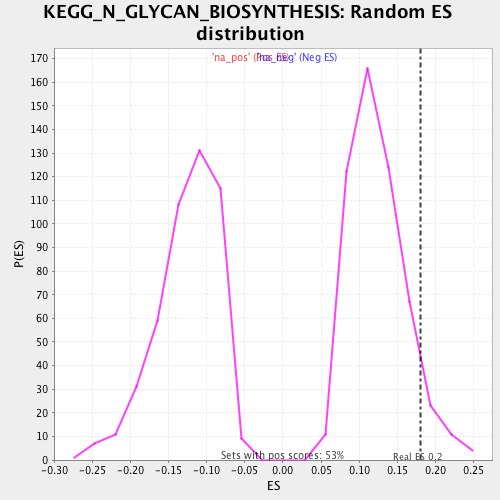 KEGG_N_GLYCAN_BIOSYNTHESIS: Random ES
distribution
'na_pos' (Pos ES)
'na_neg' (Neg ES)
170
160
150
140
130
120
110
100
90
80
70
60
50
40
30
20
10
0
P(ES)
Sets with pos scores: 53%
Real ES 0.2
-0.30 -0.25 -0.20 -0.15 -0.10 -0.05 0.00 0.05 0.10 0.15 0.20 0.25
ES